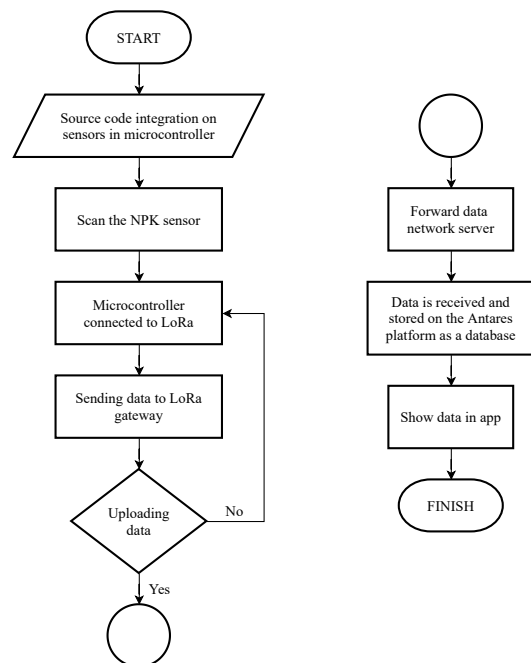 START
Source code integration on
sensors in microcontroller
Scan the NPK sensor
Microcontroller
connected to LoRa
Sending data to LoRa
gateway
Uploading
data
No
Yes
Forward data
network server
Data is received and
stored on the Antares
platform as a database
Show data in app
FINISH